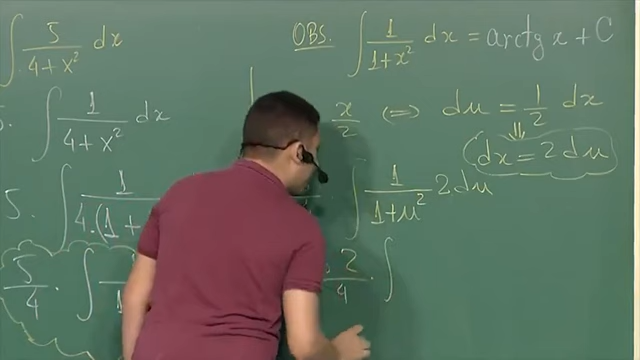 ∫ 5/(4+x²) dx
OBS. ∫ 1/(1+x²) dx = arctg x + C
5. ∫ 1/(4+x²) dx
x/2 ⟺ du = 1/2 dx
⇓
dx = 2 du
5. ∫ 1/(4.(1+
∫ 1/(1+u²) 2 du
5/4 · ∫ 1/
2/4 · ∫